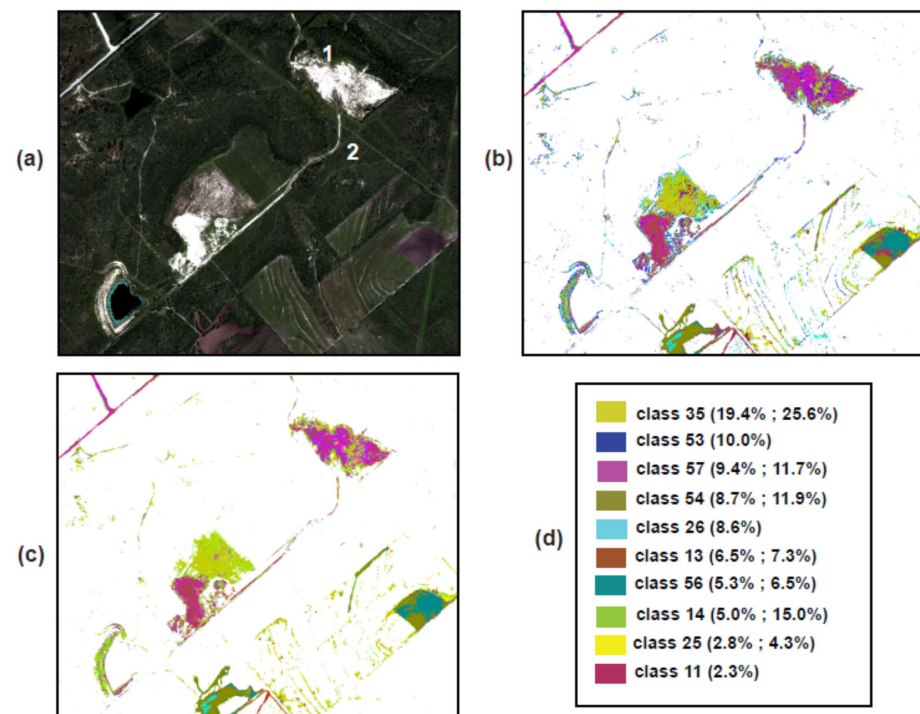 1
2
(a)
(b)
(c)
(d)
class 35 (19.4% ; 25.6%)
class 53 (10.0%)
class 57 (9.4% ; 11.7%)
class 54 (8.7% ; 11.9%)
class 26 (8.6%)
class 13 (6.5% ; 7.3%)
class 56 (5.3% ; 6.5%)
class 14 (5.0% ; 15.0%)
class 25 (2.8% ; 4.3%)
class 11 (2.3%)